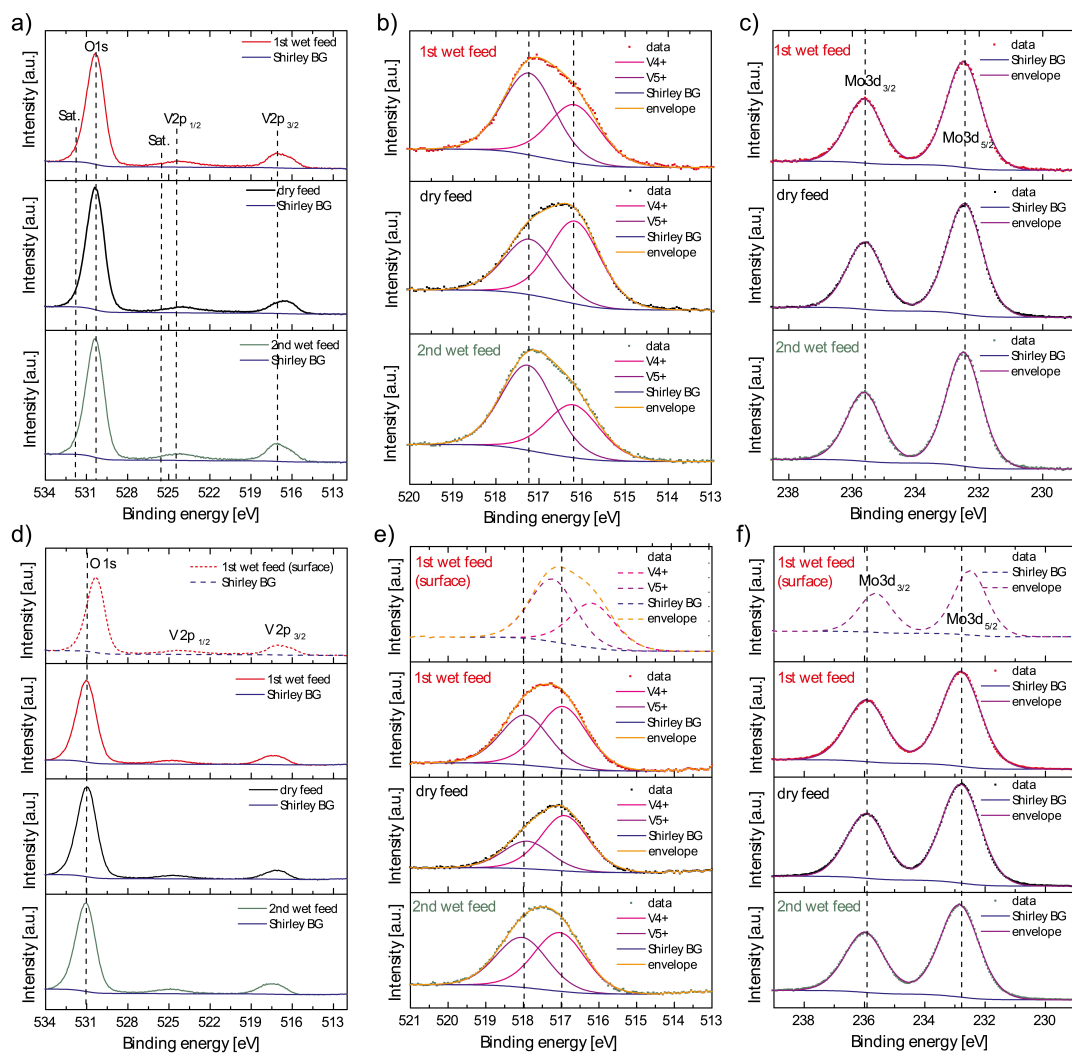 a)
O1s
1st wet feed
Shirley BG
Sat.
Sat.
V2p 1/2
V2p 3/2
Intensity [a.u.]
dry feed
Shirley BG
Intensity [a.u.]
2nd wet feed
Shirley BG
Intensity [a.u.]
534 531 528 525 522 519 516 513
Binding energy [eV]
b)
1st wet feed
data
V4+
V5+
Shirley BG
envelope
Intensity [a.u.]
dry feed
data
V4+
V5+
Shirley BG
envelope
Intensity [a.u.]
2nd wet feed
data
V4+
V5+
Shirley BG
envelope
Intensity [a.u.]
520 519 518 517 516 515 514 513
Binding energy [eV]
c)
1st wet feed
data
Shirley BG
envelope
Mo3d 3/2
Mo3d 5/2
Intensity [a.u.]
dry feed
data
Shirley BG
envelope
Intensity [a.u.]
2nd wet feed
data
Shirley BG
envelope
Intensity [a.u.]
238 236 234 232 230
Binding energy [eV]
d)
O 1s
1st wet feed (surface)
Shirley BG
V 2p 1/2
V 2p 3/2
Intensity [a.u.]
1st wet feed
Shirley BG
Intensity [a.u.]
dry feed
Shirley BG
Intensity [a.u.]
2nd wet feed
Shirley BG
Intensity [a.u.]
534 531 528 525 522 519 516 513
Binding energy [eV]
e)
1st wet feed
(surface)
data
V4+
V5+
Shirley BG
envelope
Intensity [a.u.]
1st wet feed
data
V4+
V5+
Shirley BG
envelope
Intensity [a.u.]
dry feed
data
V4+
V5+
Shirley BG
envelope
Intensity [a.u.]
2nd wet feed
data
V4+
V5+
Shirley BG
envelope
Intensity [a.u.]
521 520 519 518 517 516 515 514 513
Binding energy [eV]
f)
1st wet feed
(surface)
data
Shirley BG
envelope
Mo3d 3/2
Mo3d 5/2
Intensity [a.u.]
1st wet feed
data
Shirley BG
envelope
Intensity [a.u.]
dry feed
data
Shirley BG
envelope
Intensity [a.u.]
2nd wet feed
data
Shirley BG
envelope
Intensity [a.u.]
238 236 234 232 230
Binding energy [eV]